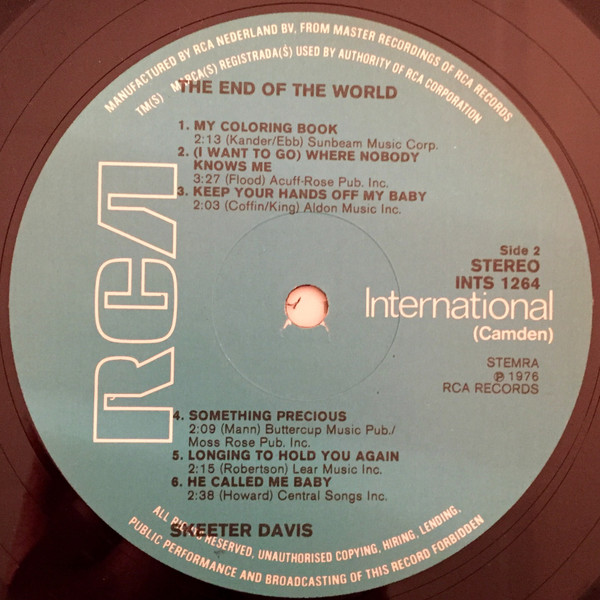 MANUFACTURED BY RCA NEDERLAND BV, FROM MASTER RECORDINGS OF RCA RECORDS
TM(S) MARCA(S) REGISTRADA(S) USED BY AUTHORITY OF RCA CORPORATION
THE END OF THE WORLD
1. MY COLORING BOOK
2:13 (Kander/Ebb) Sunbeam Music Corp.
2. (I WANT TO GO) WHERE NOBODY
KNOWS ME
3:27 (Flood) Acuff-Rose Pub. Inc.
3. KEEP YOUR HANDS OFF MY BABY
2:03 (Coffin/King) Aldon Music Inc.
RCA
Side 2
STEREO
INTS 1264
International
(Camden)
STEMRA
℗ 1976
RCA RECORDS
4. SOMETHING PRECIOUS
2:09 (Mann) Buttercup Music Pub./
Moss Rose Pub. Inc.
5. LONGING TO HOLD YOU AGAIN
2:15 (Robertson) Lear Music Inc.
6. HE CALLED ME BABY
2:38 (Howard) Central Songs Inc.
SKEETER DAVIS
ALL RIGHTS RESERVED, UNAUTHORISED COPYING, HIRING, LENDING,
PUBLIC PERFORMANCE AND BROADCASTING OF THIS RECORD FORBIDDEN